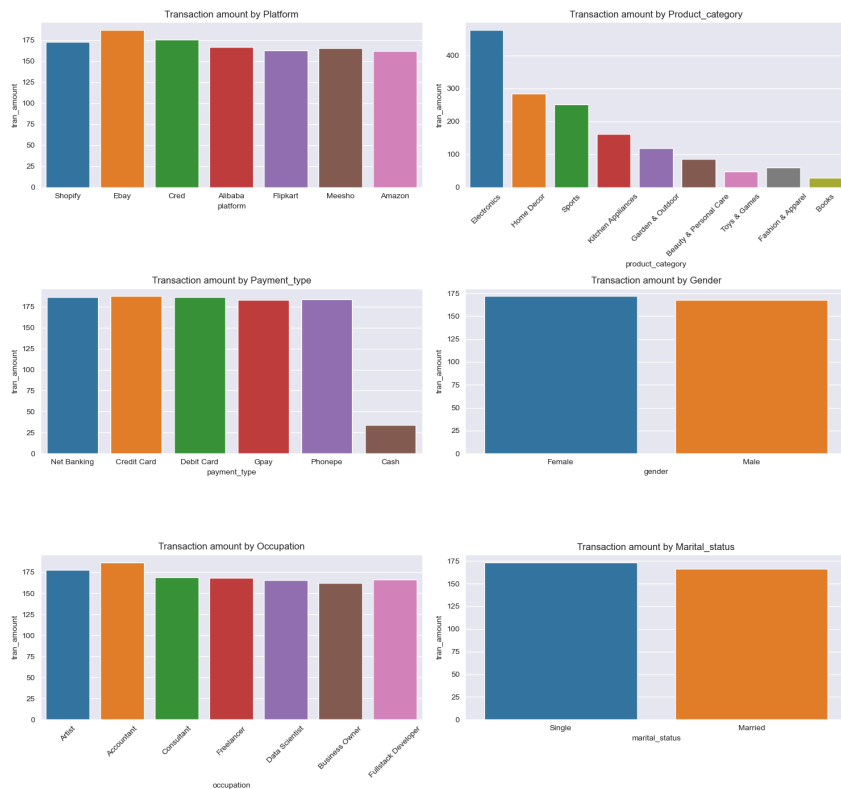 Transaction amount by Platform
tran_amount
175
150
125
100
75
50
25
0
Shopify Ebay Cred Alibaba Flipkart Meesho Amazon
platform
Transaction amount by Product_category
tran_amount
400
300
200
100
0
Electronics Home Decor Sports Kitchen Appliances Garden & Outdoor Beauty & Personal Care Toys & Games Fashion & Apparel Books
product_category
Transaction amount by Payment_type
tran_amount
175
150
125
100
75
50
25
0
Net Banking Credit Card Debit Card Gpay Phonepe Cash
payment_type
Transaction amount by Gender
tran_amount
175
150
125
100
75
50
25
0
Female Male
gender
Transaction amount by Occupation
tran_amount
175
150
125
100
75
50
25
0
Artist Accountant Consultant Freelancer Data Scientist Business Owner Fullstack Developer
occupation
Transaction amount by Marital_status
tran_amount
175
150
125
100
75
50
25
0
Single Married
marital_status